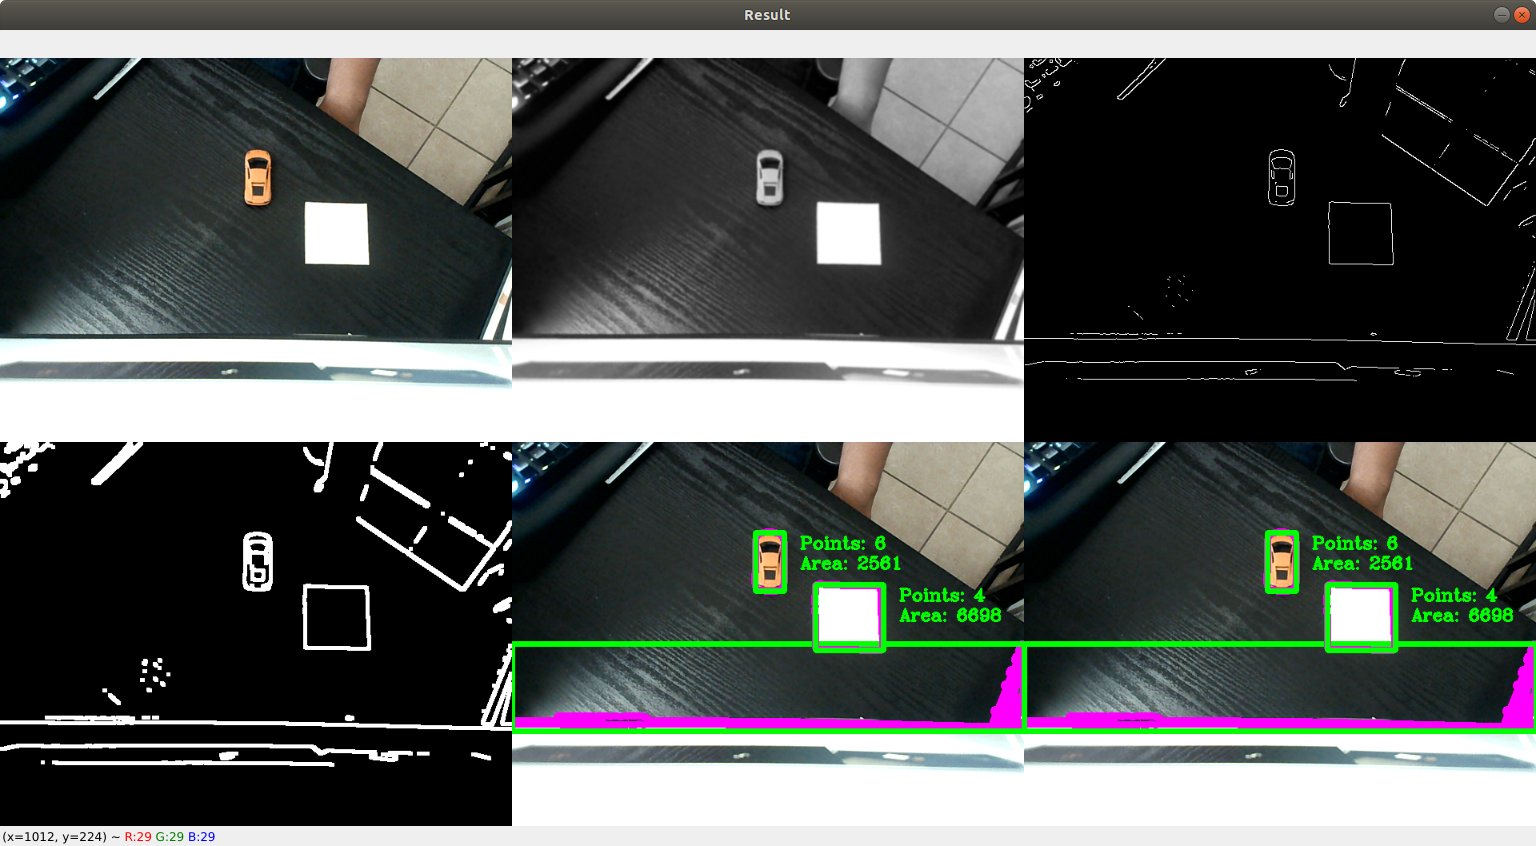 Result
Points: 6
Area: 2561
Points: 4
Area: 6698
Points: 6
Area: 2561
Points: 4
Area: 6698
(x=1012, y=224) ~ R:29 G:29 B:29